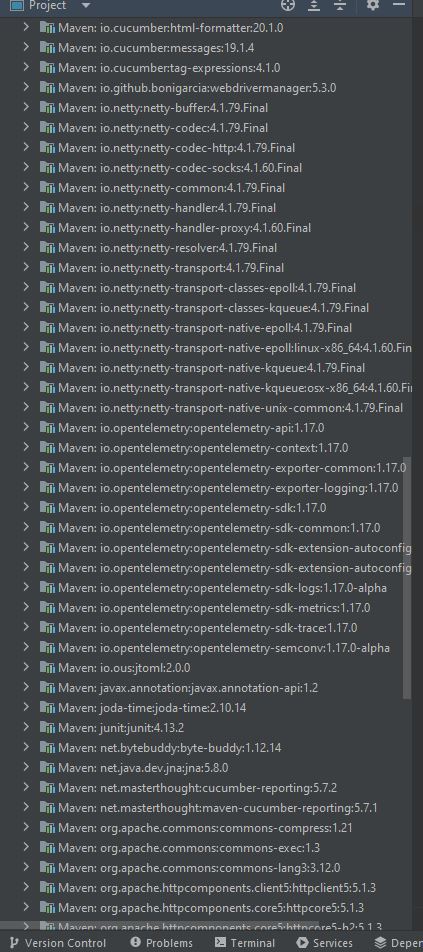 Project
Maven: io.cucumber:html-formatter:20.1.0
Maven: io.cucumber:messages:19.1.4
Maven: io.cucumber:tag-expressions:4.1.0
Maven: io.github.bonigarcia:webdrivermanager:5.3.0
Maven: io.netty:netty-buffer:4.1.79.Final
Maven: io.netty:netty-codec:4.1.79.Final
Maven: io.netty:netty-codec-http:4.1.79.Final
Maven: io.netty:netty-codec-socks:4.1.60.Final
Maven: io.netty:netty-common:4.1.79.Final
Maven: io.netty:netty-handler:4.1.79.Final
Maven: io.netty:netty-handler-proxy:4.1.60.Final
Maven: io.netty:netty-resolver:4.1.79.Final
Maven: io.netty:netty-transport:4.1.79.Final
Maven: io.netty:netty-transport-classes-epoll:4.1.79.Final
Maven: io.netty:netty-transport-classes-kqueue:4.1.79.Final
Maven: io.netty:netty-transport-native-epoll:4.1.79.Final
Maven: io.netty:netty-transport-native-epoll:linux-x86_64:4.1.60.Fin
Maven: io.netty:netty-transport-native-kqueue:4.1.79.Final
Maven: io.netty:netty-transport-native-kqueue:osx-x86_64:4.1.60.Fi
Maven: io.netty:netty-transport-native-unix-common:4.1.79.Final
Maven: io.opentelemetry:opentelemetry-api:1.17.0
Maven: io.opentelemetry:opentelemetry-context:1.17.0
Maven: io.opentelemetry:opentelemetry-exporter-common:1.17.0
Maven: io.opentelemetry:opentelemetry-exporter-logging:1.17.0
Maven: io.opentelemetry:opentelemetry-sdk:1.17.0
Maven: io.opentelemetry:opentelemetry-sdk-common:1.17.0
Maven: io.opentelemetry:opentelemetry-sdk-extension-autoconfig
Maven: io.opentelemetry:opentelemetry-sdk-extension-autoconfig
Maven: io.opentelemetry:opentelemetry-sdk-logs:1.17.0-alpha
Maven: io.opentelemetry:opentelemetry-sdk-metrics:1.17.0
Maven: io.opentelemetry:opentelemetry-sdk-trace:1.17.0
Maven: io.opentelemetry:opentelemetry-semconv:1.17.0-alpha
Maven: io.ous:jtoml:2.0.0
Maven: javax.annotation:javax.annotation-api:1.2
Maven: joda-time:joda-time:2.10.14
Maven: junit:junit:4.13.2
Maven: net.bytebuddy:byte-buddy:1.12.14
Maven: net.java.dev.jna:jna:5.8.0
Maven: net.masterthought:cucumber-reporting:5.7.2
Maven: net.masterthought:maven-cucumber-reporting:5.7.1
Maven: org.apache.commons:commons-compress:1.21
Maven: org.apache.commons:commons-exec:1.3
Maven: org.apache.commons:commons-lang3:3.12.0
Maven: org.apache.httpcomponents.client5:httpclient5:5.1.3
Maven: org.apache.httpcomponents.core5:httpcore5:5.1.3
Maven: org.apache.httpcomponents.core5:httpcore5-h2:5.1.3
Version Control Problems Terminal Services Deper